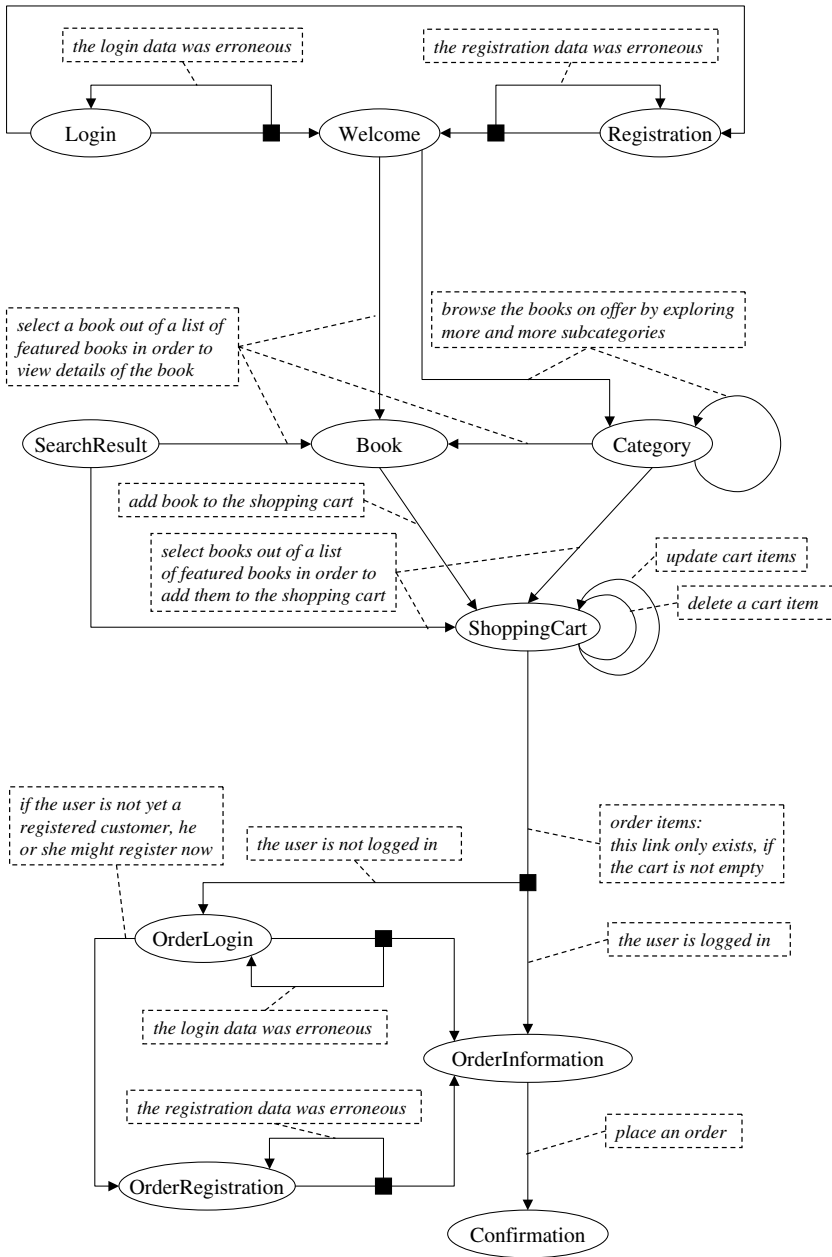 the login data was erroneous
the registration data was erroneous
Login
Welcome
Registration
select a book out of a list of
featured books in order to
view details of the book
browse the books on offer by exploring
more and more subcategories
SearchResult
Book
Category
add book to the shopping cart
select books out of a list
of featured books in order to
add them to the shopping cart
update cart items
delete a cart item
ShoppingCart
if the user is not yet a
registered customer, he
or she might register now
the user is not logged in
order items:
this link only exists, if
the cart is not empty
OrderLogin
the user is logged in
the login data was erroneous
OrderInformation
the registration data was erroneous
place an order
OrderRegistration
Confirmation